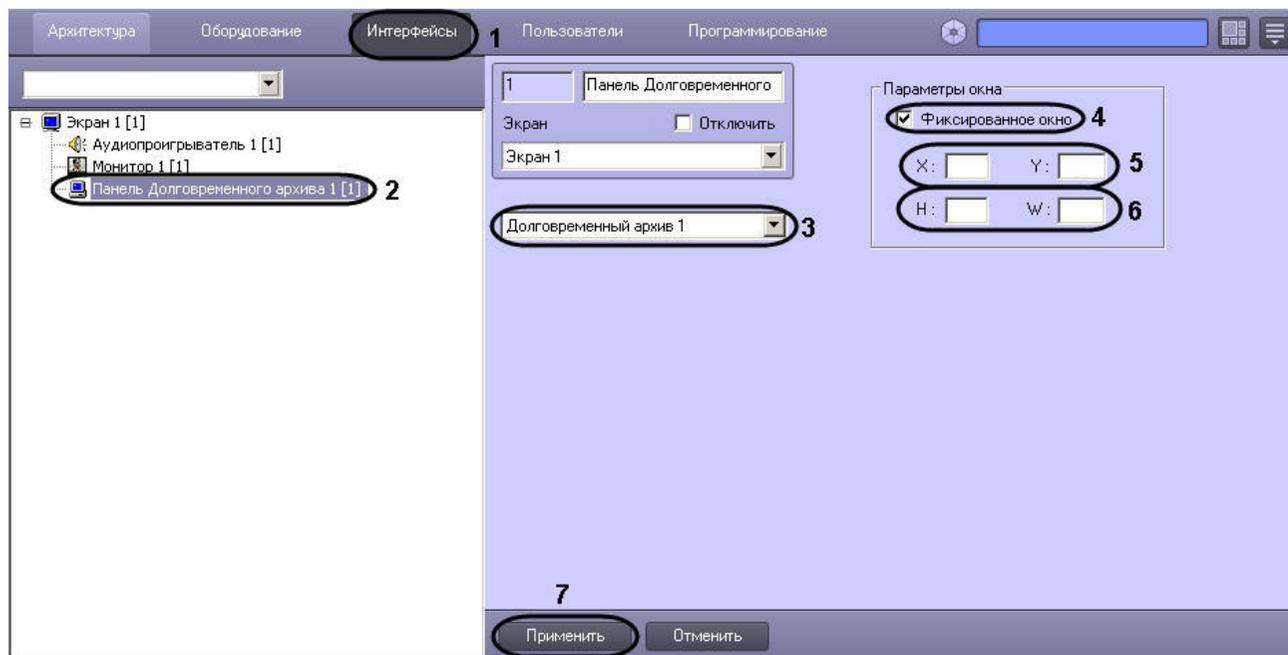 Архитектура Оборудование Интерфейсы 1 Пользователи Программирование
Экран 1 [1]
Аудиопроигрыватель 1 [1]
Монитор 1 [1]
Панель Долговременного архива 1 [1] 2
1 Панель Долговременного
Экран Отключить
Экран 1
Долговременный архив 1 3
Параметры окна
Фиксированное окно 4
X: Y: 5
H: W: 6
7
Применить Отменить